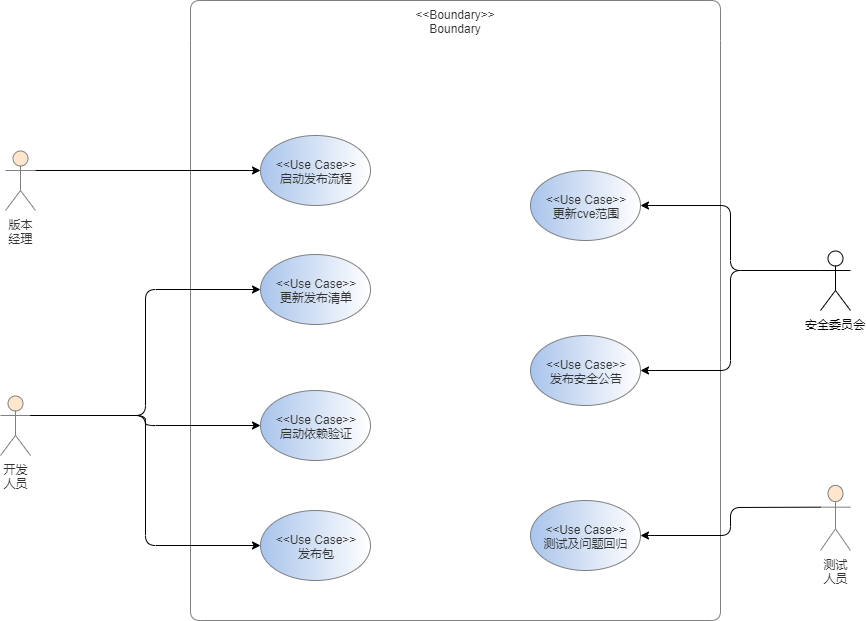 <<Boundary>>
Boundary
<<Use Case>>
启动发布流程
版本
经理
<<Use Case>>
更新cve范围
<<Use Case>>
更新发布清单
安全委员会
<<Use Case>>
发布安全公告
<<Use Case>>
启动依赖验证
开发
人员
<<Use Case>>
发布包
<<Use Case>>
测试及问题回归
测试
人员